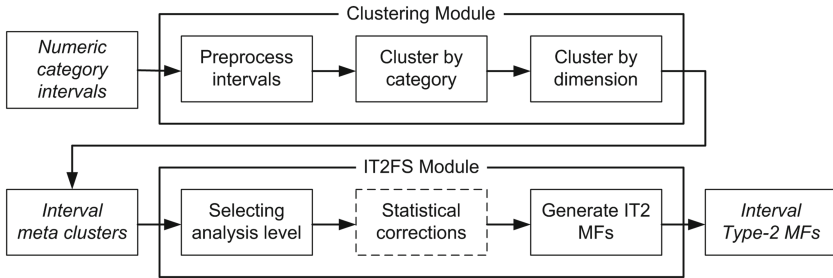 Clustering Module
Numeric
category
intervals
Preprocess
intervals
Cluster by
category
Cluster by
dimension
IT2FS Module
Interval
meta clusters
Selecting
analysis level
Statistical
corrections
Generate IT2
MFs
Interval
Type-2 MFs